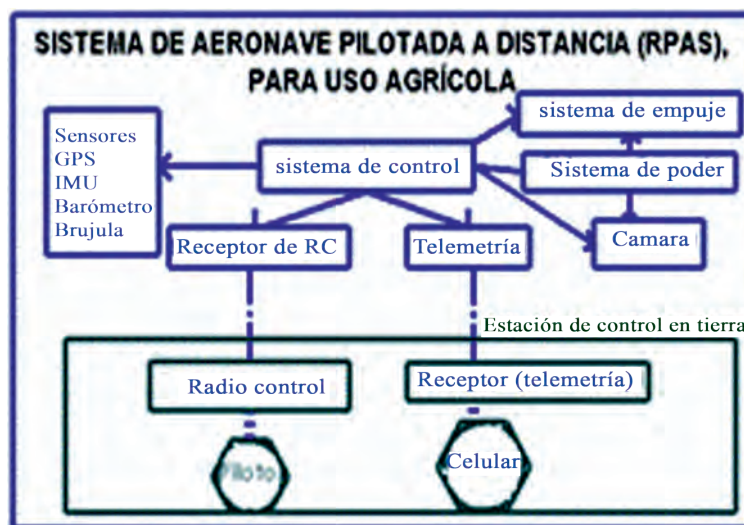 SISTEMA DE AERONAVE PILOTADA A DISTANCIA (RPAS),
PARA USO AGRÍCOLA
sistema de empuje
Sensores
GPS
IMU
Barómetro
Brujula
sistema de control
Sistema de poder
Receptor de RC
Telemetría
Camara
Estación de control en tierra
Radio control
Receptor (telemetría)
Piloto
Celular